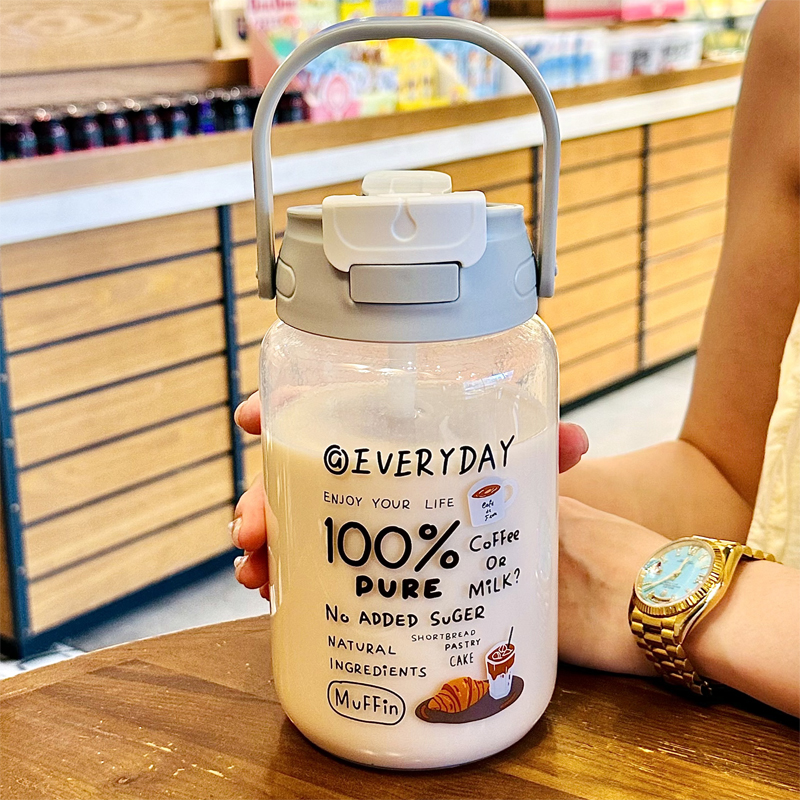 @EVERYDAY
ENJOY YOUR LIFE
100%
PURE
Coffee
OR
MiLK?
No ADDED SuGER
NATURAL
INGREDiENTS
SHORTBREAD
PASTRY
CAKE
MuFFin